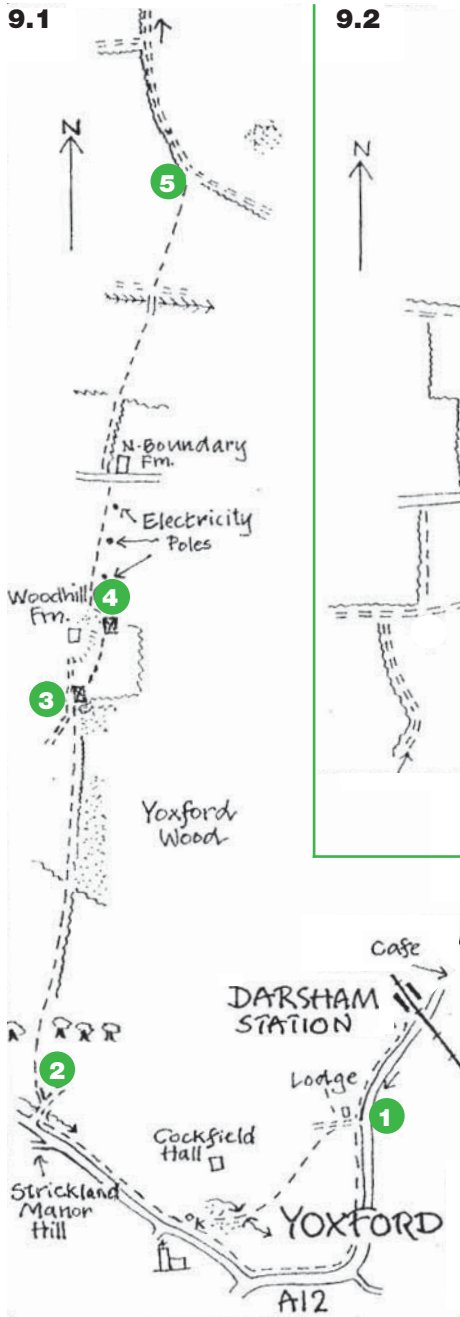 9.1
9.2
N
N
5
N-Boundary
Fm.
Electricity
Poles
4
Woodhill
Fm.
3
Yoxford
Wood
Cafe
DARSHAM
STATION
2
Lodge
1
Cockfield
Hall
Strickland
Manor
Hill
K
YOXFORD
A12